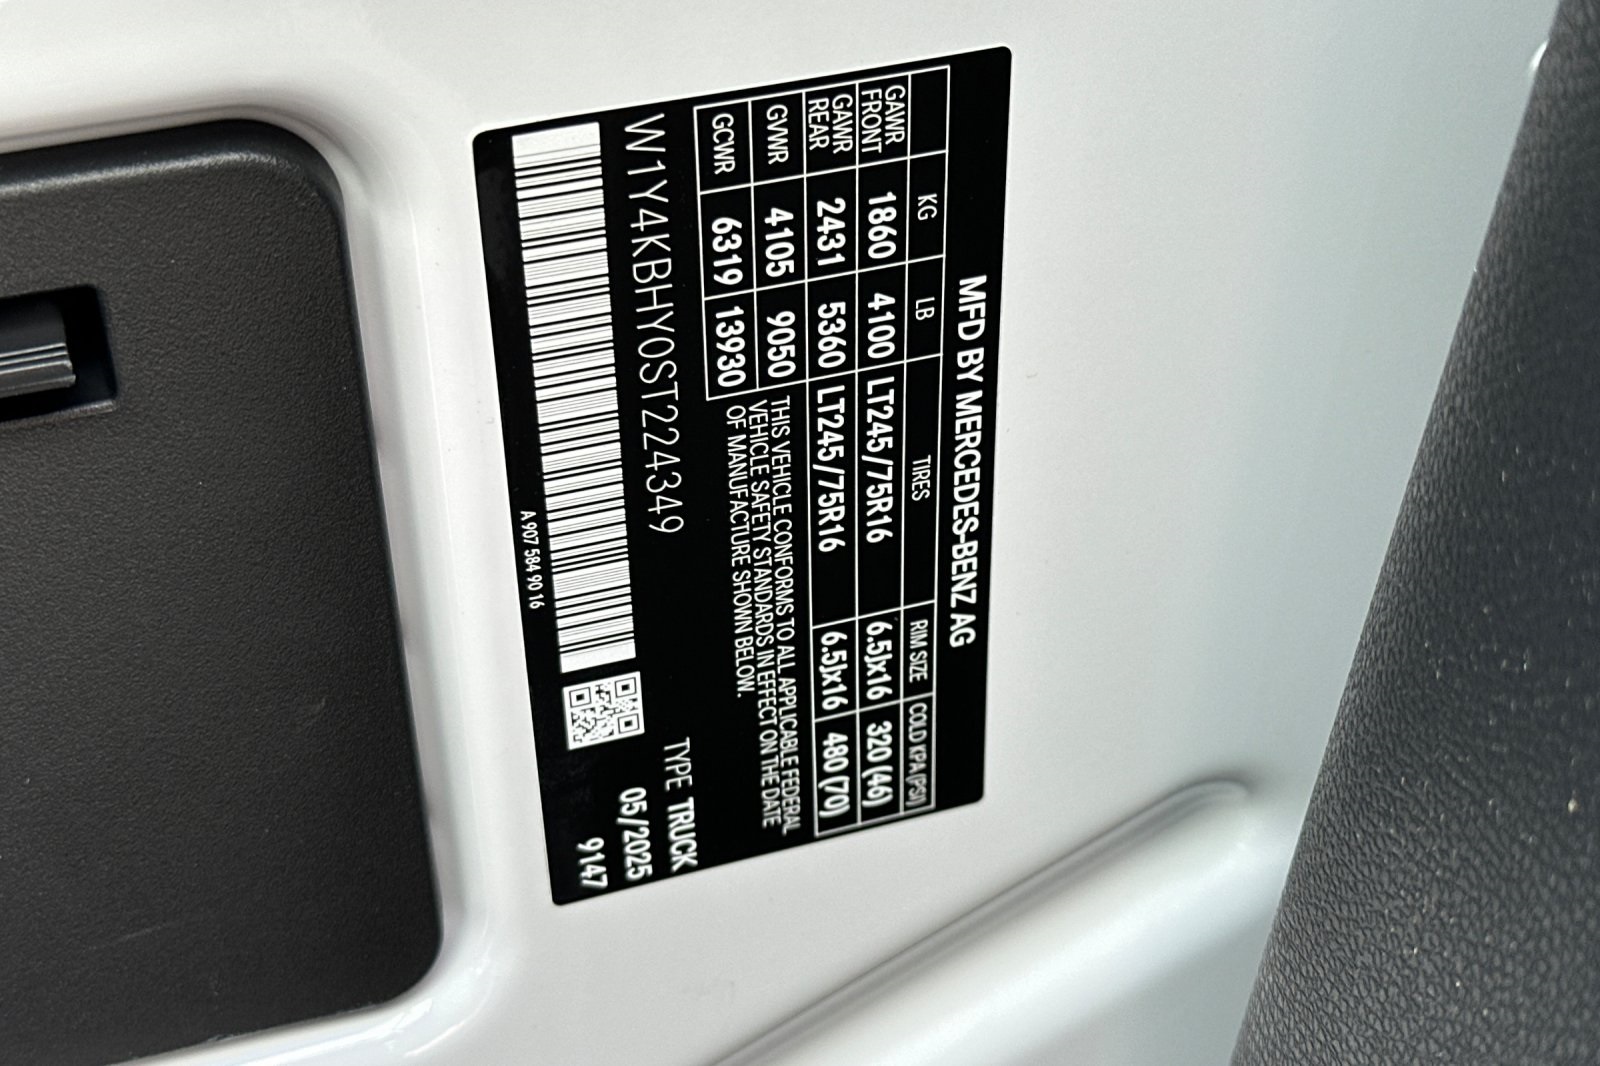 MFD BY MERCEDES-BENZ AG
KG LB TIRES RIM SIZE COLD KPA(PSI)
GAWR FRONT 1860 4100 LT245/75R16 6.5Jx16 320 (46)
GAWR REAR 2431 5360 LT245/75R16 6.5Jx16 480 (70)
GVWR 4105 9050
GCWR 6319 13930
THIS VEHICLE CONFORMS TO ALL APPLICABLE FEDERAL
VEHICLE SAFETY STANDARDS IN EFFECT ON THE DATE
OF MANUFACTURE SHOWN BELOW.
W1Y4KBHY0ST224349
TYPE TRUCK
05/2025
9147
A 907 584 90 16